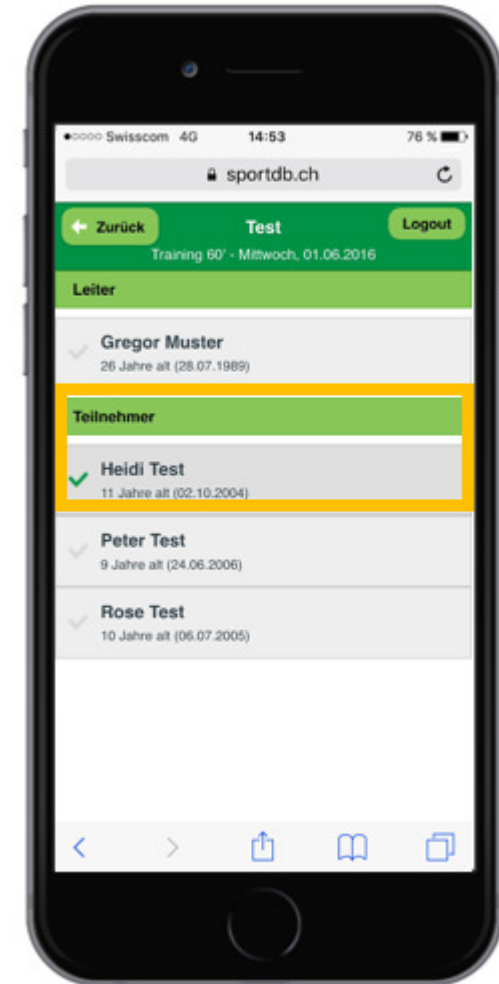 Swisscom 4G 14:53 76 %
sportdb.ch
Zurück Test Logout
Training 60' - Mittwoch, 01.06.2016
Leiter
Gregor Muster
26 Jahre alt (28.07.1989)
Teilnehmer
Heidi Test
11 Jahre alt (02.10.2004)
Peter Test
9 Jahre alt (24.06.2006)
Rose Test
10 Jahre alt (06.07.2005)